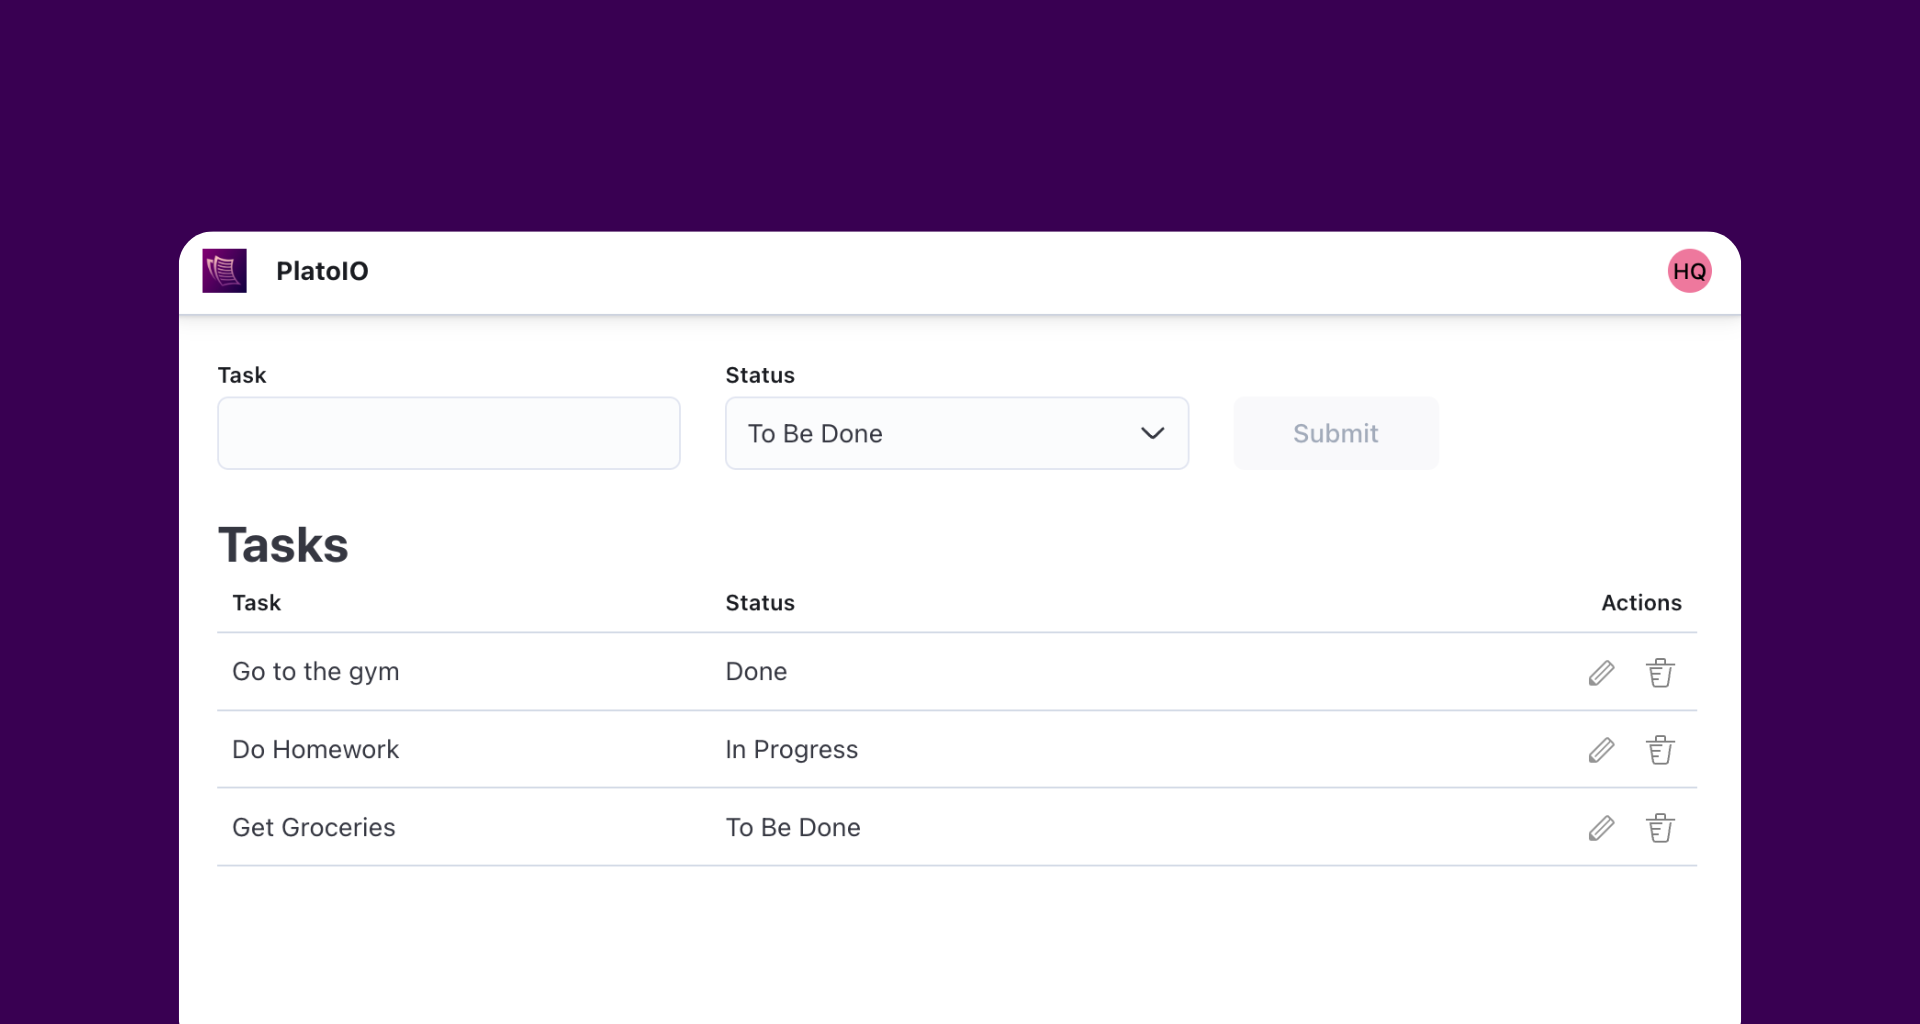 PlatoIO
HQ
Task
Status
To Be Done
Submit
Tasks
Task Status Actions
Go to the gym Done
Do Homework In Progress
Get Groceries To Be Done